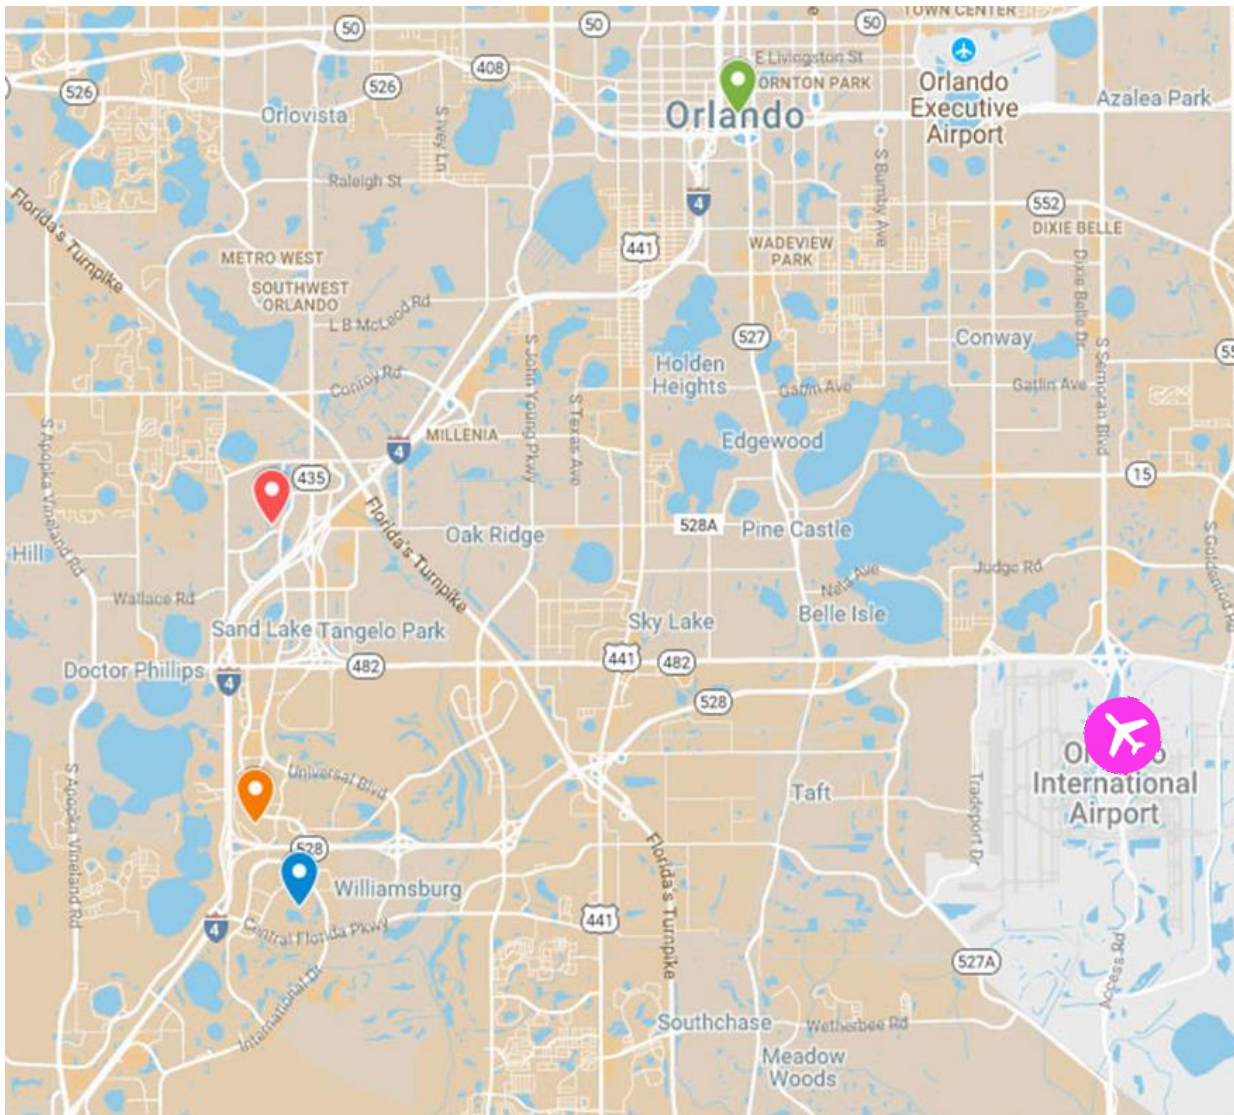 50
50
50
TOWN CENTER
E Livingston St
408
526
526
ORNTON PARK
Orlando
Executive
Airport
Azalea Park
Orlovista
S Ivey Ln
Orlando
Raleigh St
S Bumby Ave
Florida's Turnpike
4
552
DIXIE BELLE
441
WADEVIEW
PARK
METRO WEST
SOUTHWEST
ORLANDO
Dixie Belle Dr
L B McLeod Rd
527
Conway
S Semoran Blvd
55
Holden
Heights
Conroy Rd
S John Young Pkwy
Gatlin Ave
Gatlin Ave
S Texas Ave
S Apopka Vineland Rd
MILLENIA
Edgewood
4
435
15
Florida's Turnpike
Oak Ridge
528A
Pine Castle
S Goldenrod Rd
Hill
Nela Ave
Judge Rd
Wallace Rd
Sand Lake
Tangelo Park
Sky Lake
Belle Isle
Doctor Phillips
482
441
482
4
528
Universal Blvd
Taft
International
Airport
Tradeport Dr
S Apopka Vineland Rd
528
Florida's Turnpike
Williamsburg
Central Florida Pkwy
4
441
527A
Access Rd
International Dr
Southchase
Wetherbee Rd
Meadow
Woods